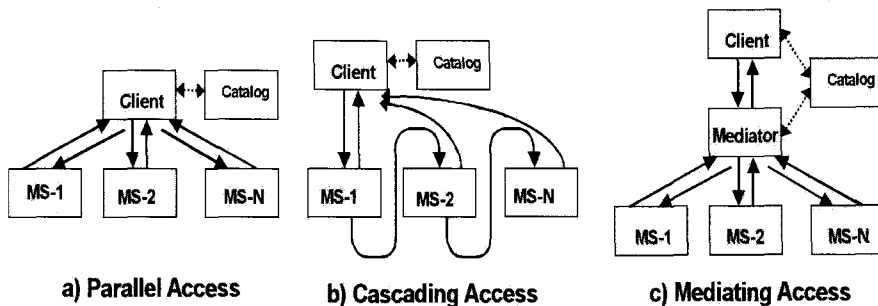 Client
Catalog
MS-1
MS-2
MS-N
a) Parallel Access
Client
Catalog
MS-1
MS-2
MS-N
b) Cascading Access
Client
Catalog
Mediator
MS-1
MS-2
MS-N
c) Mediating Access